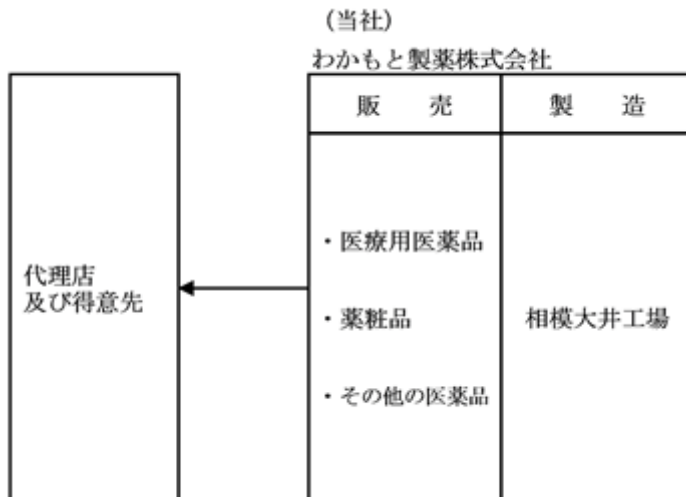 (当社)
わかもと製薬株式会社
販 売
製 造
代理店
及び得意先
・医療用医薬品
・薬粧品
・その他の医薬品
相模大井工場